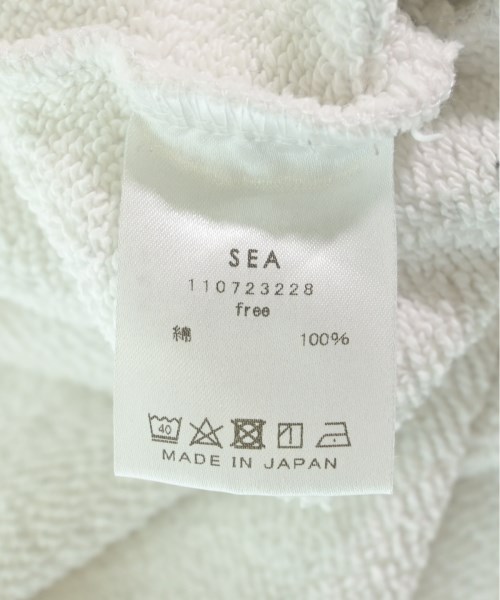 SEA
110723228
free
綿 100%
40
MADE IN JAPAN